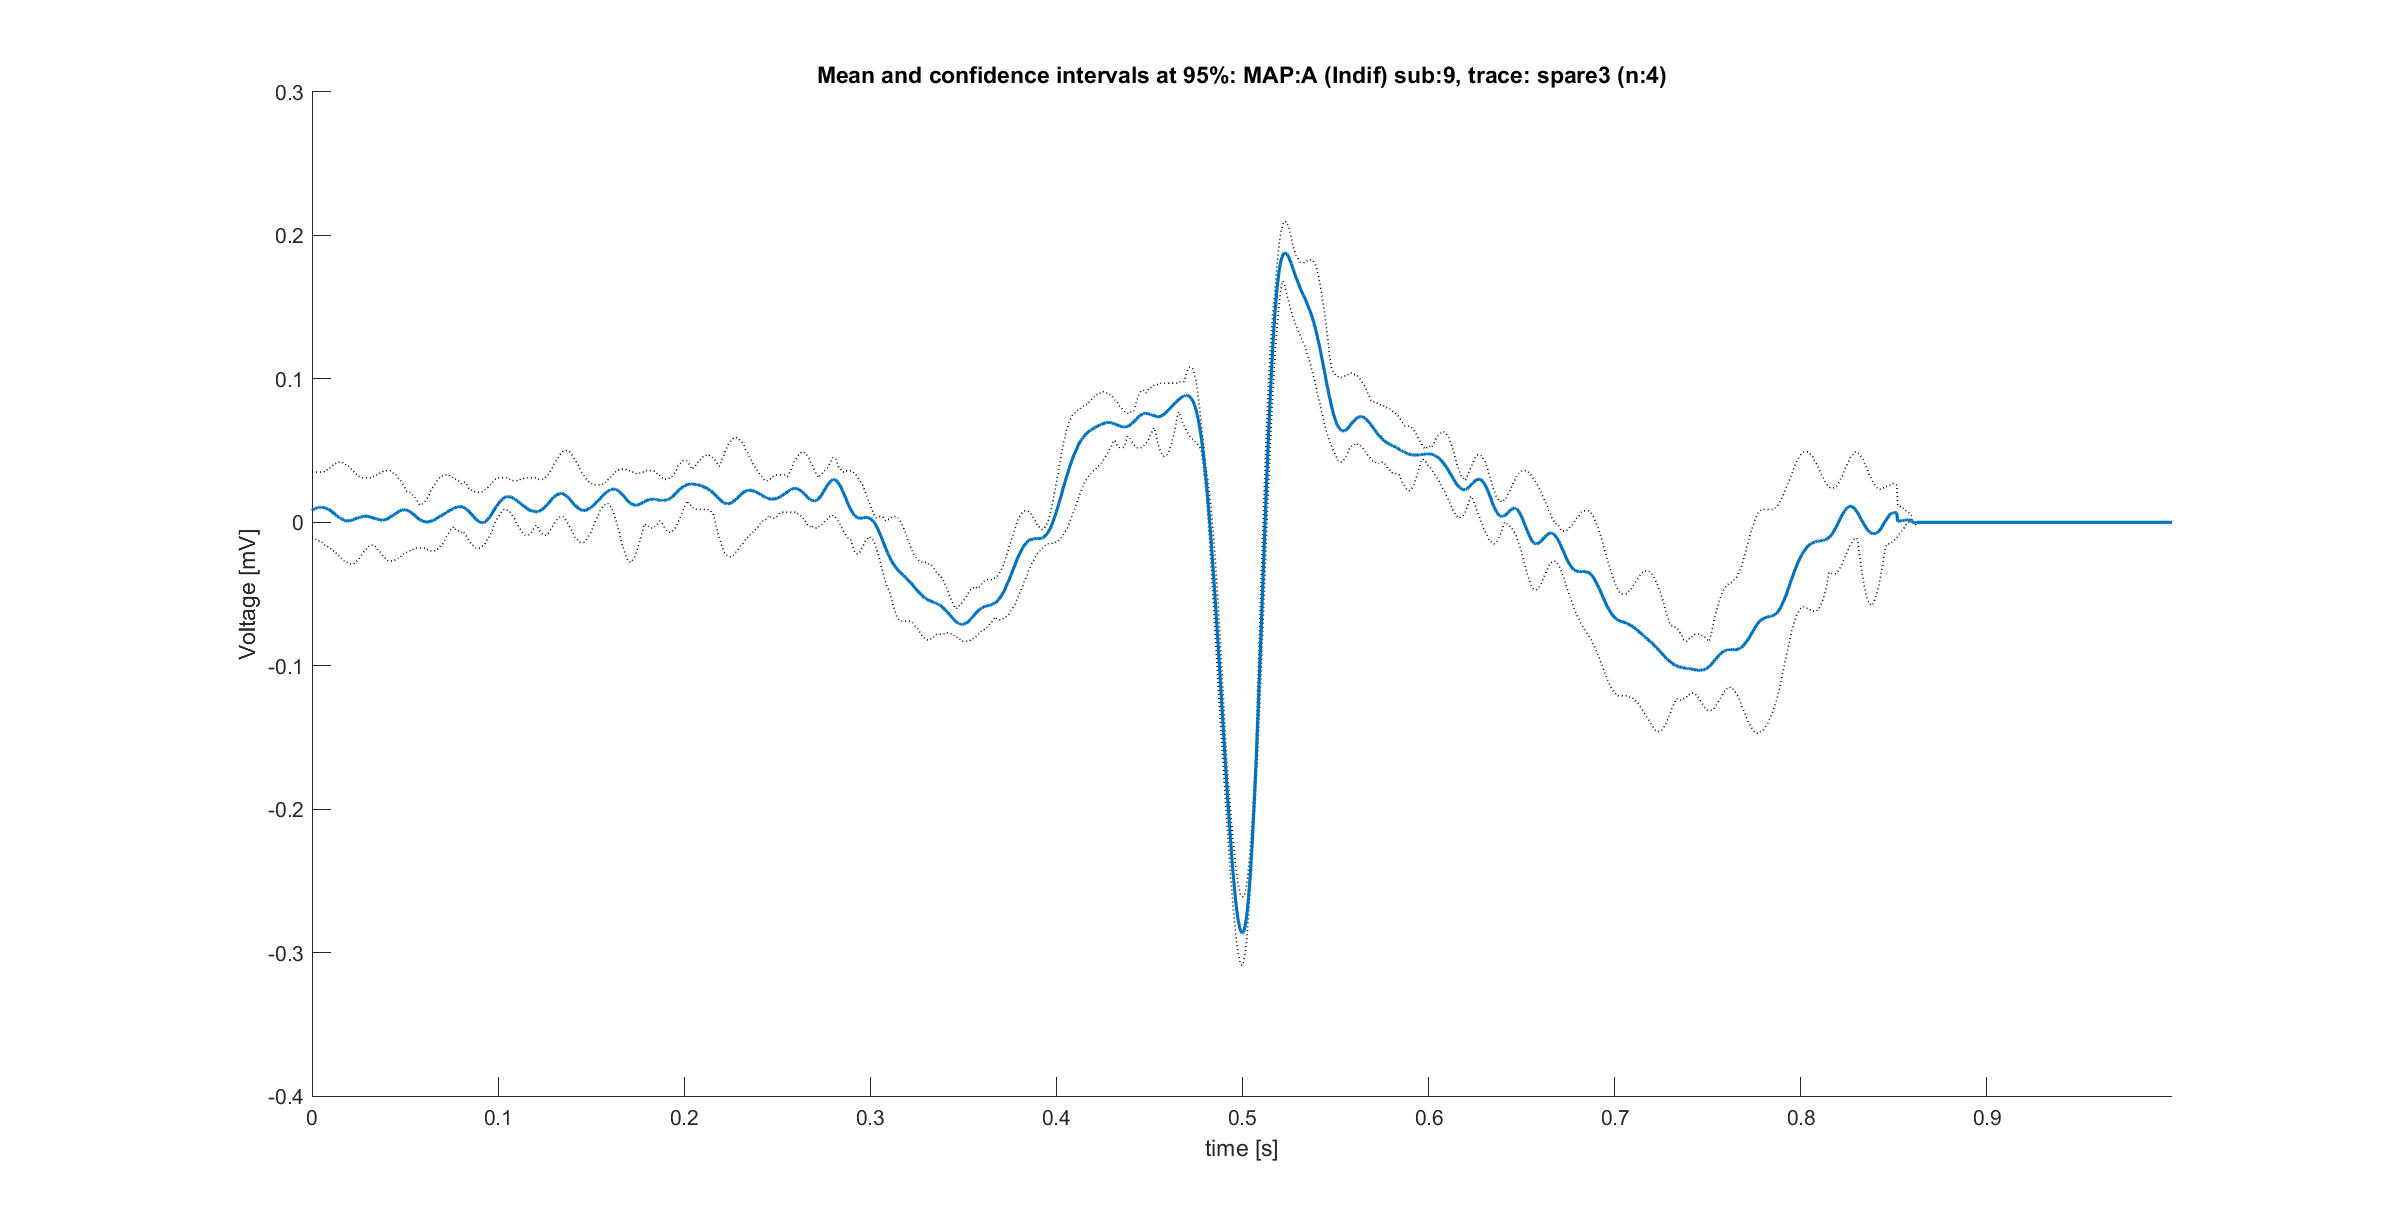 Mean and confidence intervals at 95%: MAP:A (Indif) sub:9, trace: spare3 (n:4)
0.3
0.2
0.1
0
-0.1
-0.2
-0.3
-0.4
Voltage [mV]
0 0.1 0.2 0.3 0.4 0.5 0.6 0.7 0.8 0.9
time [s]